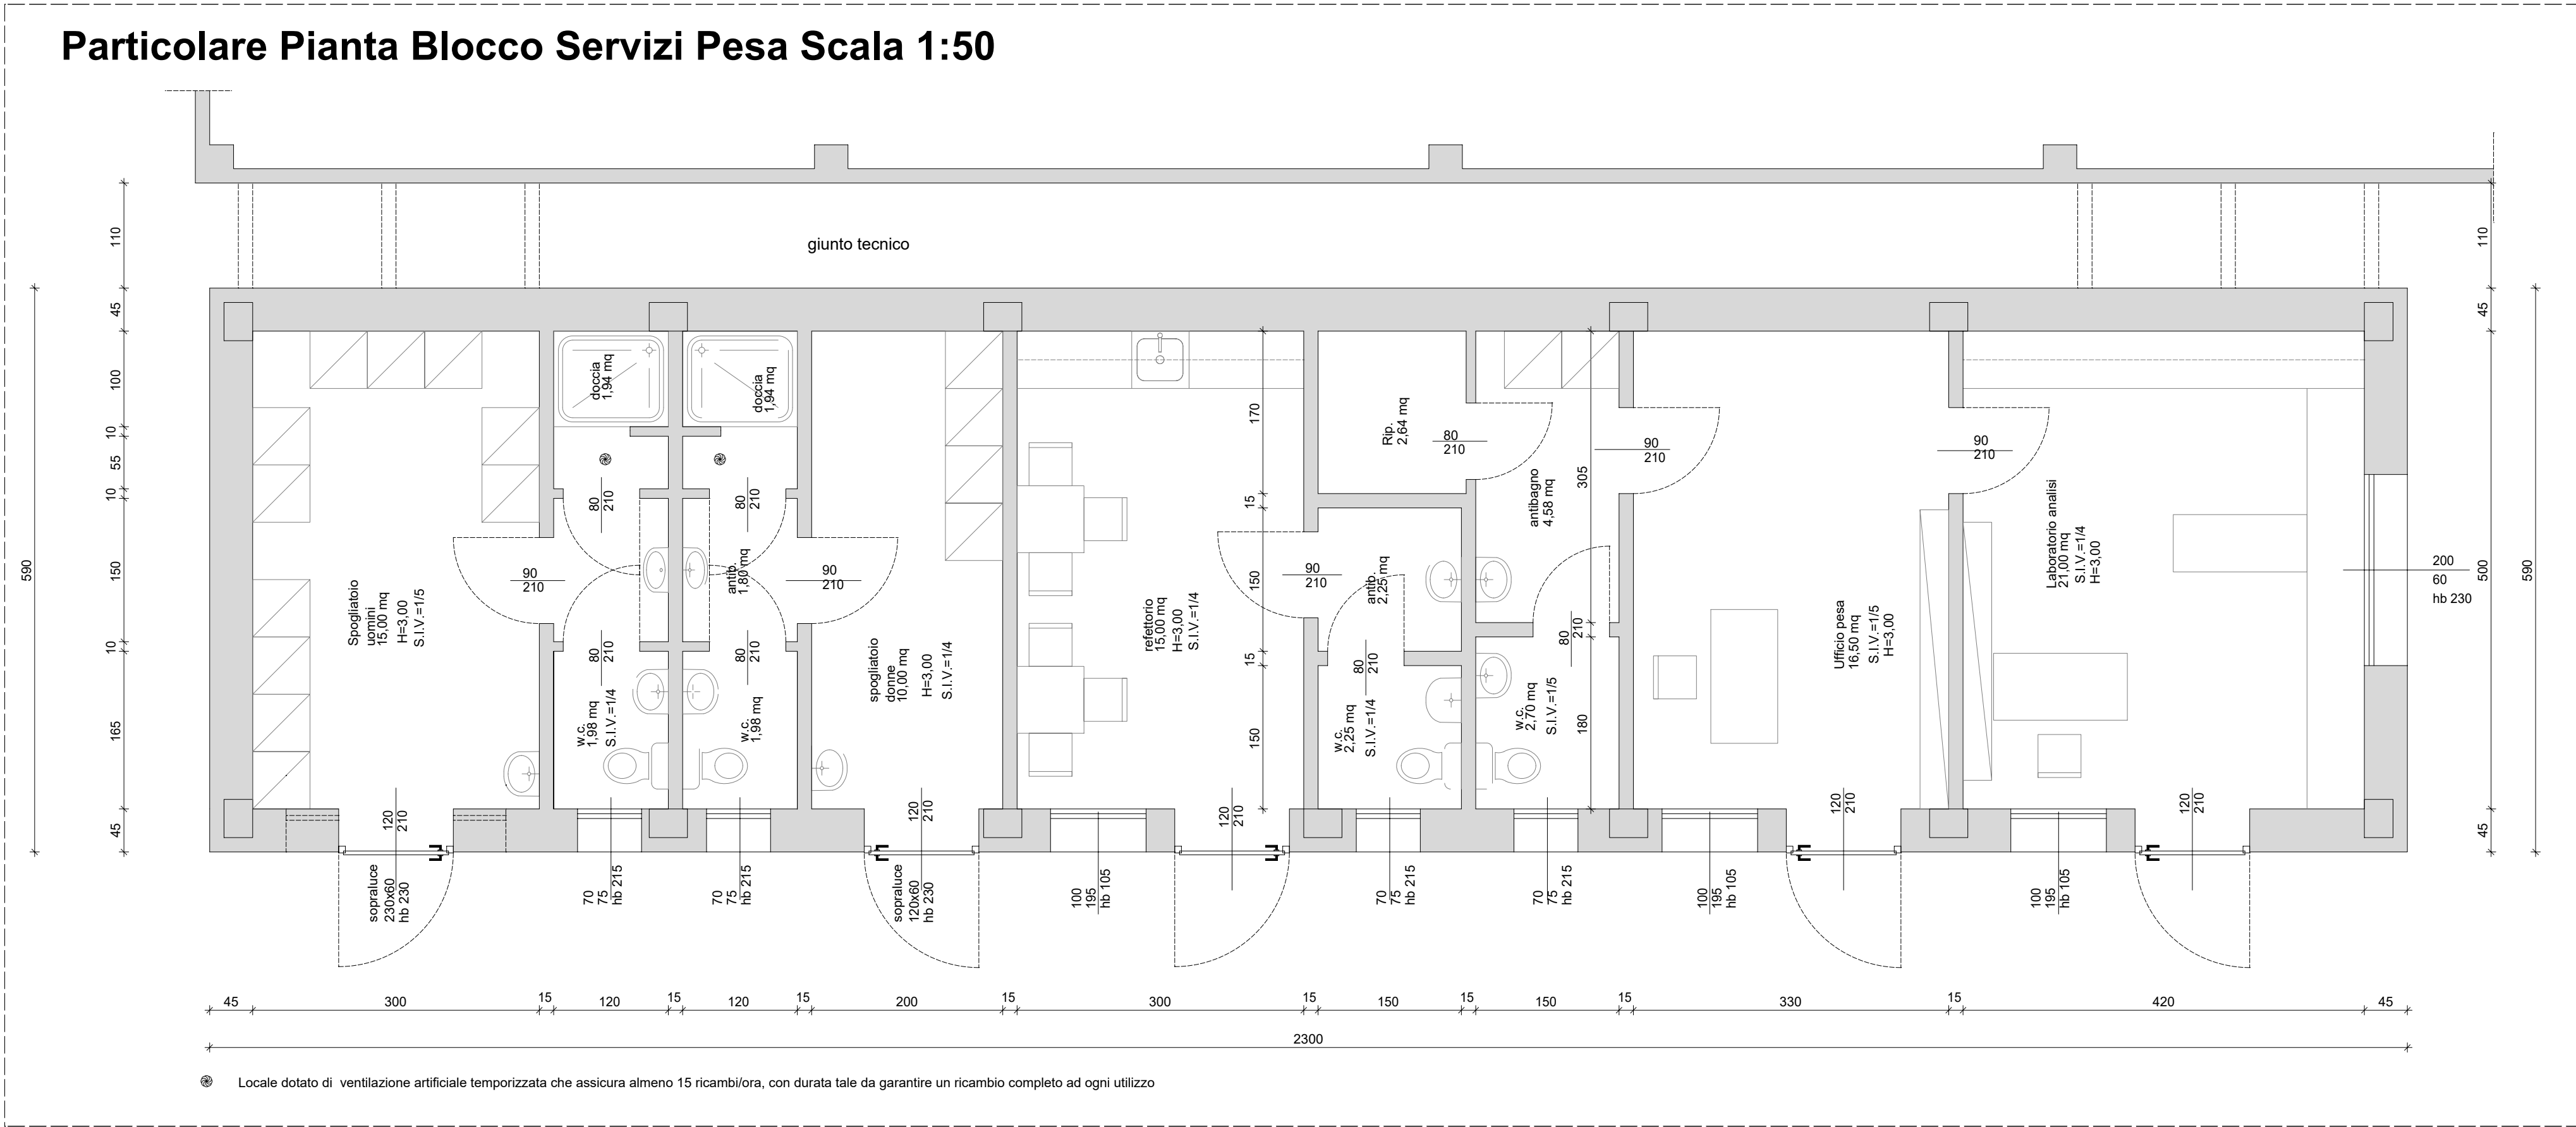 Particolare Pianta Blocco Servizi Pesa Scala 1:50
giunto tecnico
110
45
100
10
55
10
150
10
165
45
590
110
45
500
45
590
Spogliatoio
uomini
15,00 mq
H=3,00
S.I.V.=1/5
90
210
doccia
1,94 mq
80
210
80
210
w.c.
1,98 mq
S.I.V.=1/4
doccia
1,94 mq
80
210
antib.
1,80 mq
80
210
w.c.
1,98 mq
90
210
spogliatoio
donne
10,00 mq
H=3,00
S.I.V.=1/4
refettorio
15,00 mq
H=3,00
S.I.V.=1/4
170
15
150
15
150
90
210
Rip.
2,64 mq
80
210
antib.
2,25 mq
80
210
w.c.
2,25 mq
S.I.V.=1/4
antibagno
4,58 mq
305
80
210
180
w.c.
2,70 mq
S.I.V.=1/5
90
210
Ufficio pesa
16,50 mq
S.I.V.=1/5
H=3,00
90
210
Laboratorio analisi
21,00 mq
S.I.V.=1/4
H=3,00
200
60
hb 230
120
210
sopraluce
230x60
hb 230
70
75
hb 215
70
75
hb 215
120
210
sopraluce
120x60
hb 230
100
195
hb 105
120
210
70
75
hb 215
70
75
hb 215
100
195
hb 105
120
210
100
195
hb 105
120
210
45 300 15 120 15 120 15 200 15 300 15 150 15 150 15 330 15 420 45
2300
Locale dotato di ventilazione artificiale temporizzata che assicura almeno 15 ricambi/ora, con durata tale da garantire un ricambio completo ad ogni utilizzo